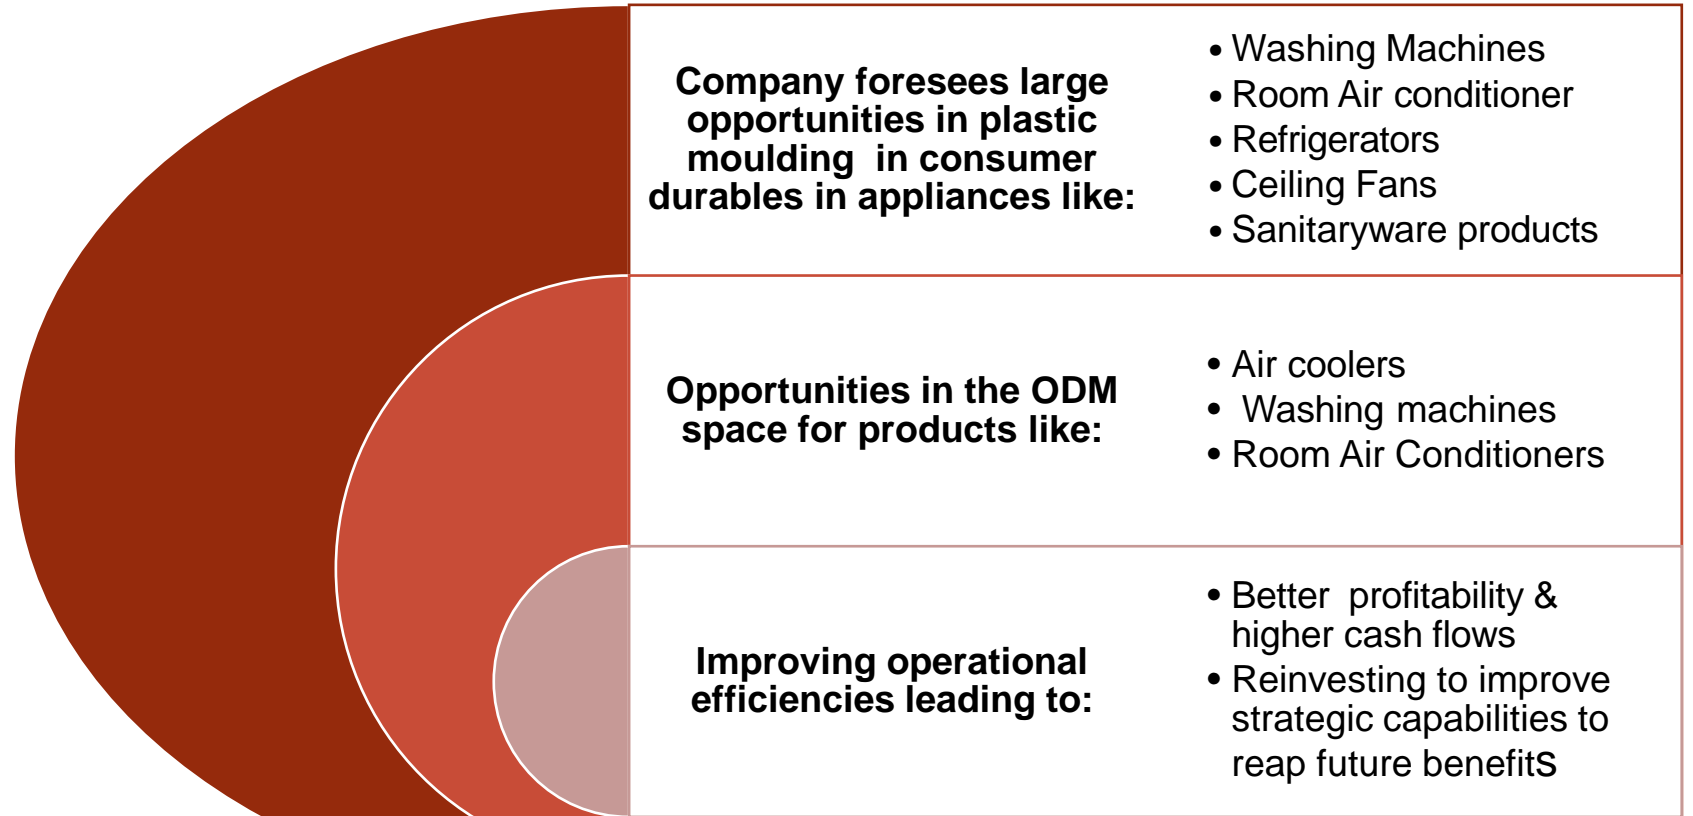 Company foresees large
opportunities in plastic
moulding  in consumer
durables in appliances like:
• Washing Machines
• Room Air conditioner
• Refrigerators
• Ceiling Fans
• Sanitaryware products
Opportunities in the ODM
space for products like:
• Air coolers
•  Washing machines
• Room Air Conditioners
Improving operational
efficiencies leading to:
• Better  profitability &
higher cash flows
• Reinvesting to improve
strategic capabilities to
reap future benefits